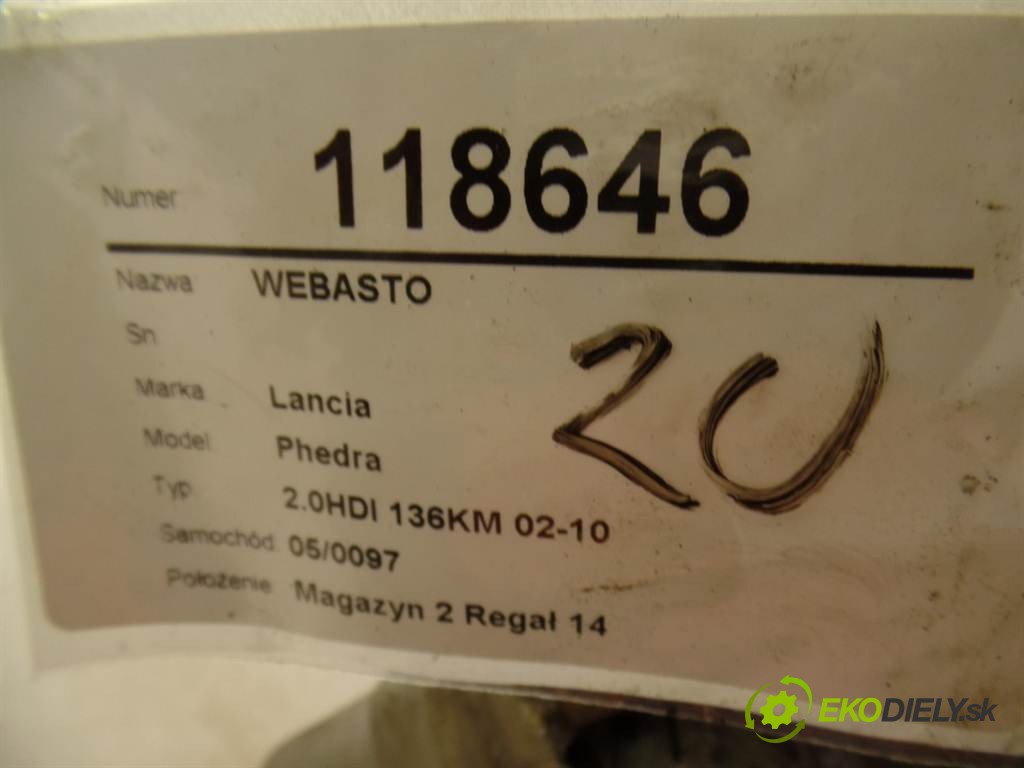 Numer 118646
Nazwa WEBASTO
Sn
Marka Lancia
Model Phedra
Typ 2.0HDI 136KM 02-10
Samochód 05/0097
Położenie Magazyn 2 Regał 14
20
EKODIELY.sk